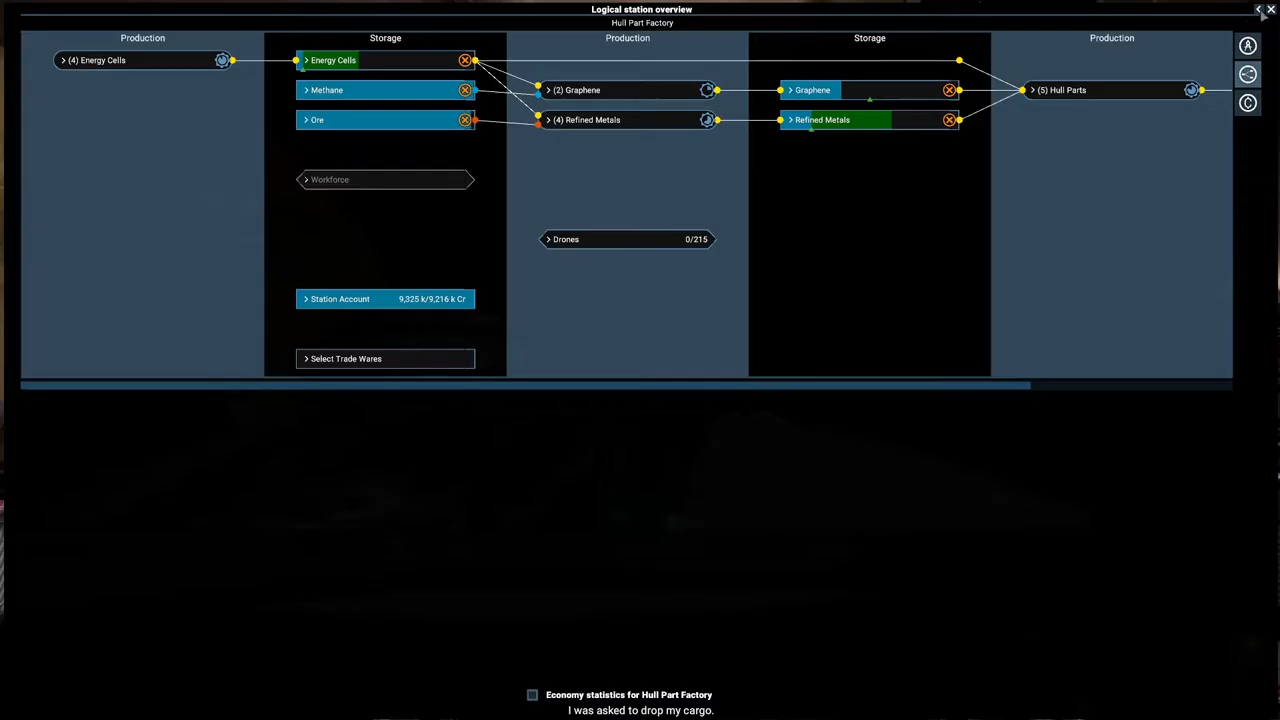 Logical station overview
Hull Part Factory
Production
Storage
Production
Storage
Production
(4) Energy Cells
Energy Cells
Methane
(2) Graphene
Graphene
(5) Hull Parts
Ore
(4) Refined Metals
Refined Metals
Workforce
Drones 0/215
Station Account 9,325 k/9,216 k Cr
Select Trade Wares
Economy statistics for Hull Part Factory
I was asked to drop my cargo.